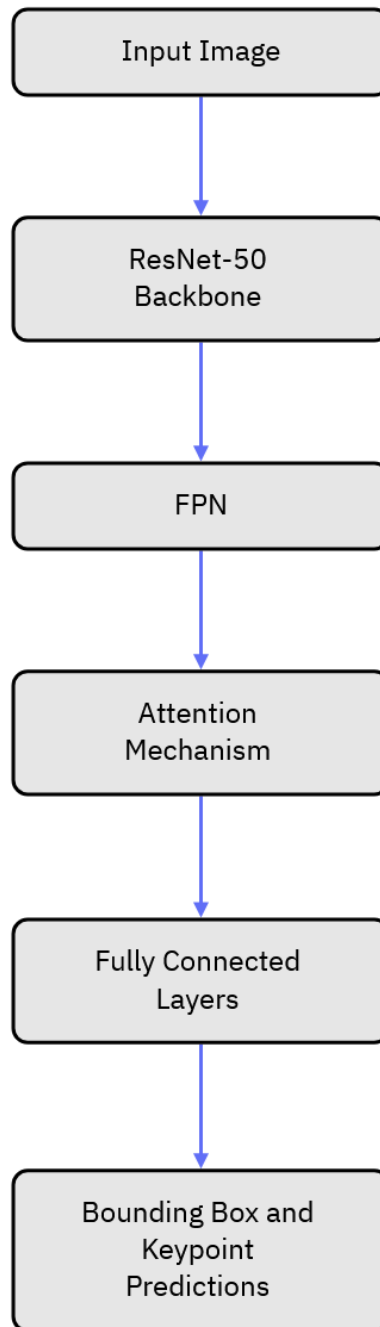 Input Image
ResNet-50
Backbone
FPN
Attention
Mechanism
Fully Connected
Layers
Bounding Box and
Keypoint
Predictions